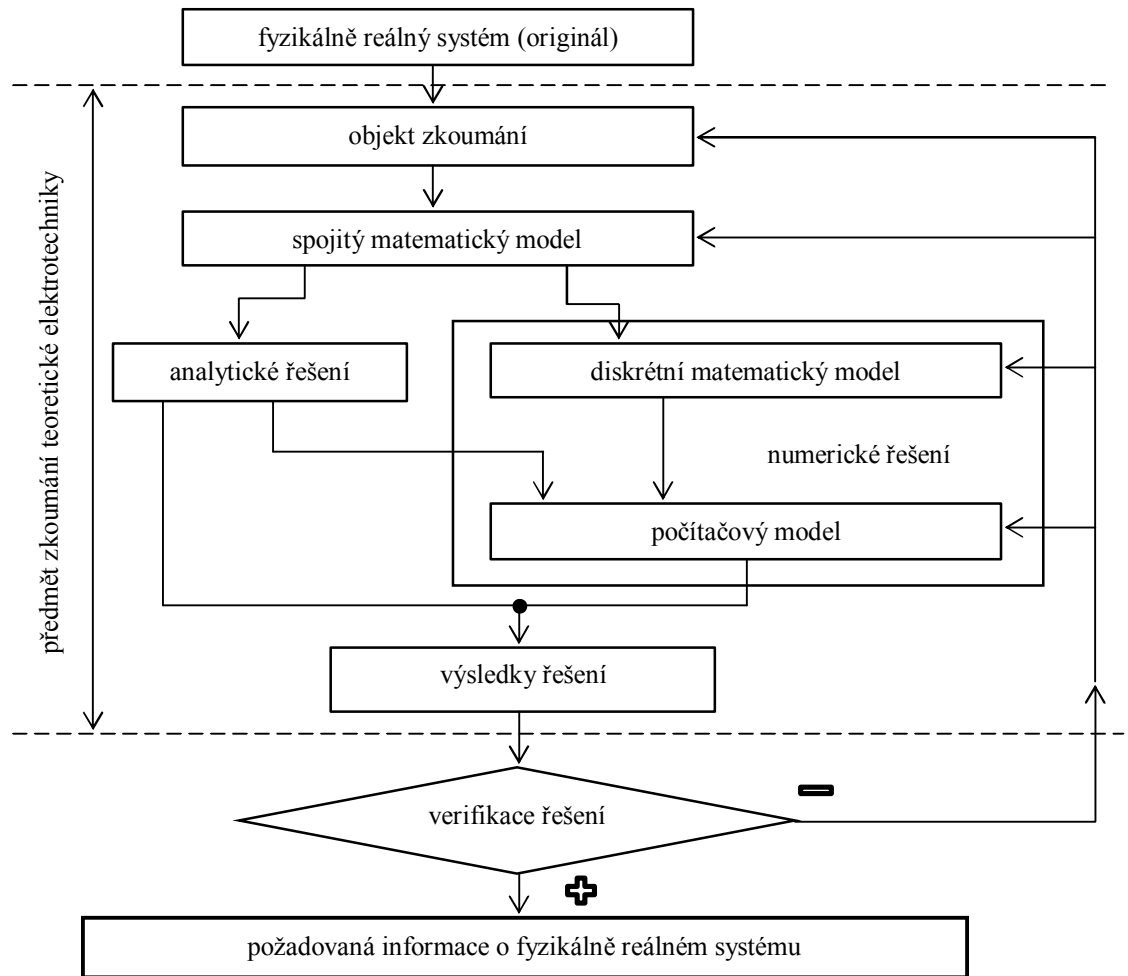 fyzikálně reálný systém (originál)
objekt zkoumání
spojitý matematický model
analytické řešení
diskrétní matematický model
numerické řešení
počítačový model
výsledky řešení
předmět zkoumání teoretické elektrotechniky
verifikace řešení
požadovaná informace o fyzikálně reálném systému